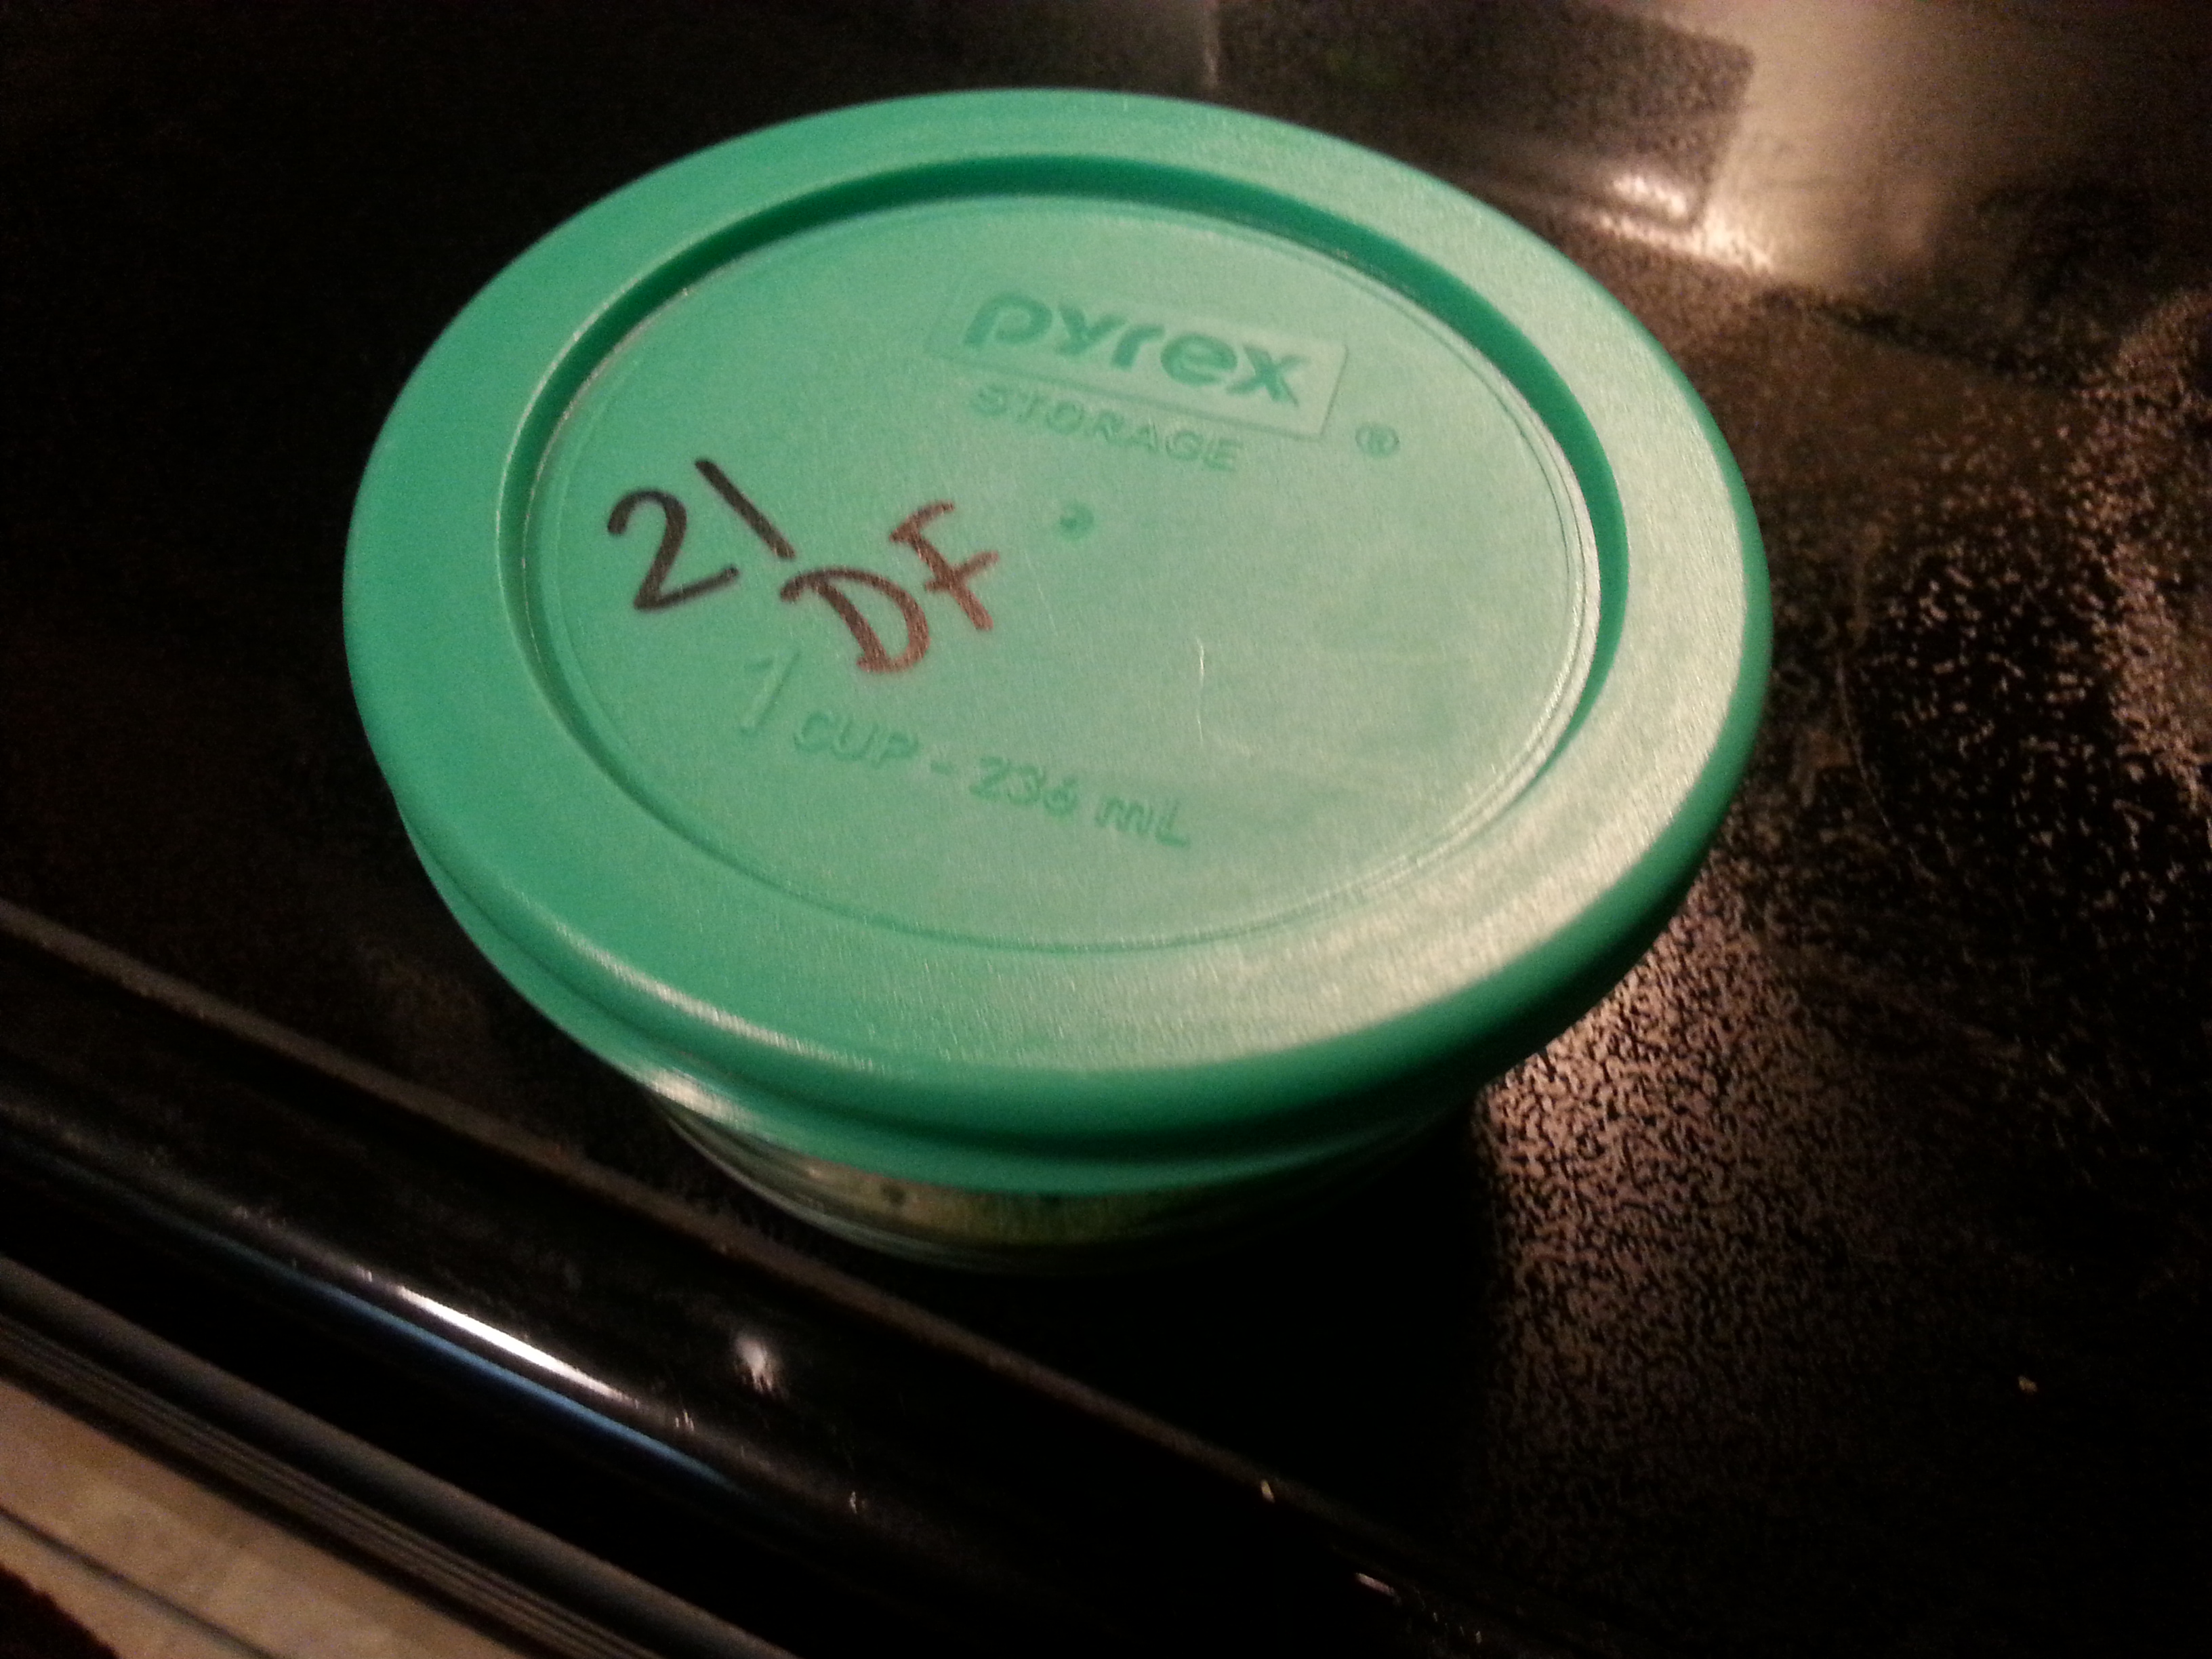 pyrex ®
STORAGE
21
DF
1 CUP - 236 mL